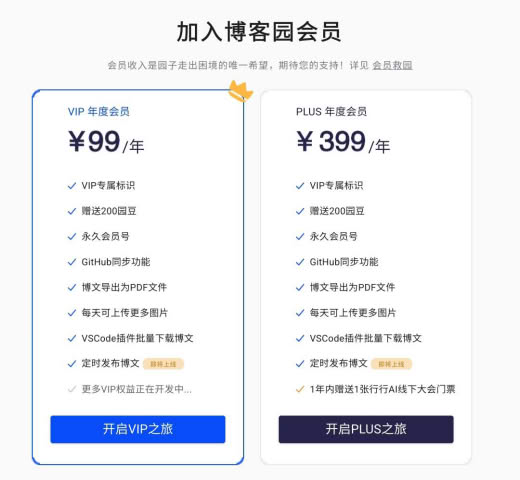 加入博客园会员
会员收入是园子走出困境的唯一希望，期待您的支持！详见 会员救园
VIP 年度会员
￥99/年
VIP专属标识
赠送200园豆
永久会员号
GitHub同步功能
博文导出为PDF文件
每天可上传更多图片
VSCode插件批量下载博文
定时发布博文 即将上线
更多VIP权益正在开发中...
开启VIP之旅
PLUS 年度会员
￥399/年
VIP专属标识
赠送200园豆
永久会员号
GitHub同步功能
博文导出为PDF文件
每天可上传更多图片
VSCode插件批量下载博文
定时发布博文 即将上线
1年内赠送1张行行AI线下大会门票
开启PLUS之旅